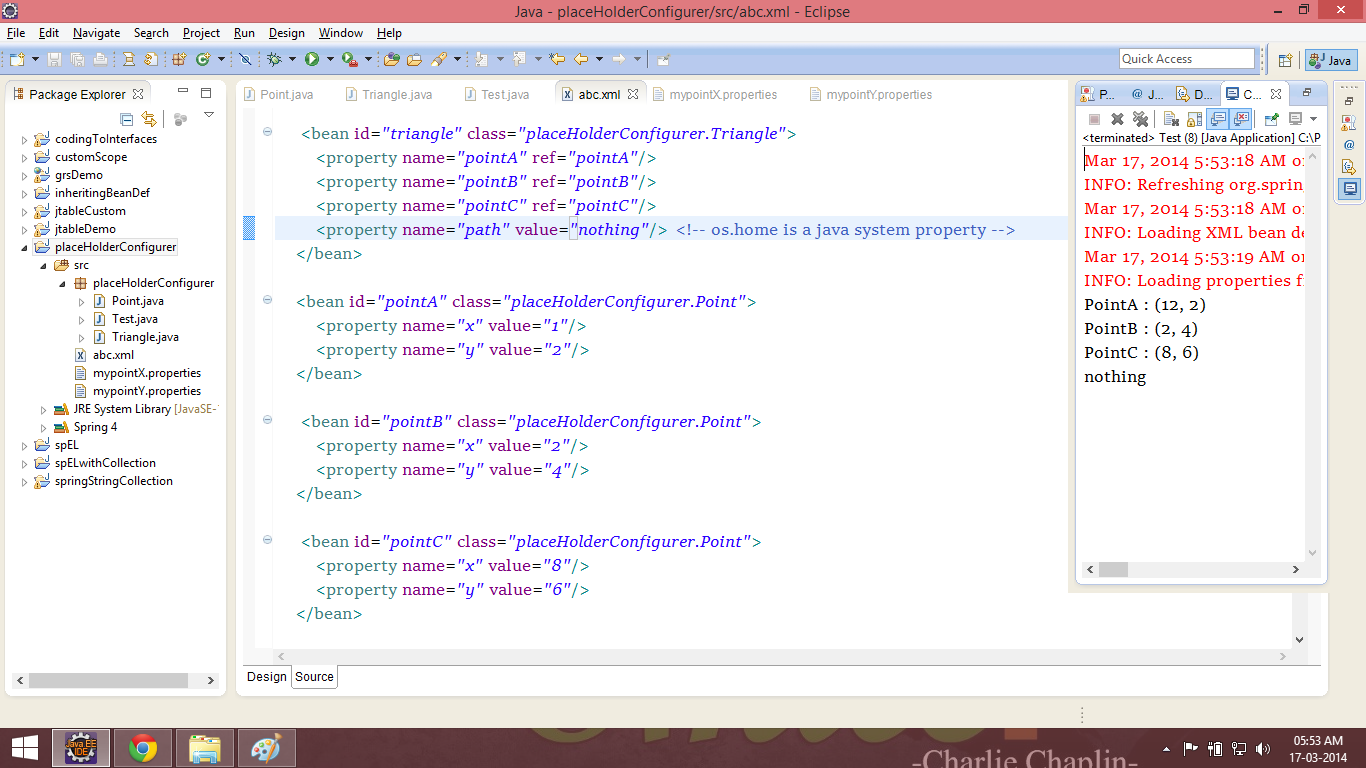 Java - placeHolderConfigurer/src/abc.xml - Eclipse
File Edit Navigate Search Project Run Design Window Help
Quick Access
Java
Package Explorer
codingToInterfaces
customScope
grsDemo
inheritingBeanDef
jtableCustom
jtableDemo
placeHolderConfigurer
src
placeHolderConfigurer
Point.java
Test.java
Triangle.java
abc.xml
mypointX.properties
mypointY.properties
JRE System Library [JavaSE-
Spring 4
spEL
spELwithCollection
springStringCollection
Point.java Triangle.java Test.java abc.xml mypointX.properties mypointY.properties
<bean id="triangle" class="placeHolderConfigurer.Triangle">
<property name="pointA" ref="pointA"/>
<property name="pointB" ref="pointB"/>
<property name="pointC" ref="pointC"/>
<property name="path" value="nothing"/> <!-- os.home is a java system property -->
</bean>
<bean id="pointA" class="placeHolderConfigurer.Point">
<property name="x" value="1"/>
<property name="y" value="2"/>
</bean>
<bean id="pointB" class="placeHolderConfigurer.Point">
<property name="x" value="2"/>
<property name="y" value="4"/>
</bean>
<bean id="pointC" class="placeHolderConfigurer.Point">
<property name="x" value="8"/>
<property name="y" value="6"/>
</bean>
Design Source
P... J... D... C...
<terminated> Test (8) [Java Application] C:\P
Mar 17, 2014 5:53:18 AM or
INFO: Refreshing org.sprin
Mar 17, 2014 5:53:18 AM or
INFO: Loading XML bean de
Mar 17, 2014 5:53:19 AM or
INFO: Loading properties f
PointA : (12, 2)
PointB : (2, 4)
PointC : (8, 6)
nothing
Java EE
IDE
-Charlie Chaplin-
05:53 AM
17-03-2014